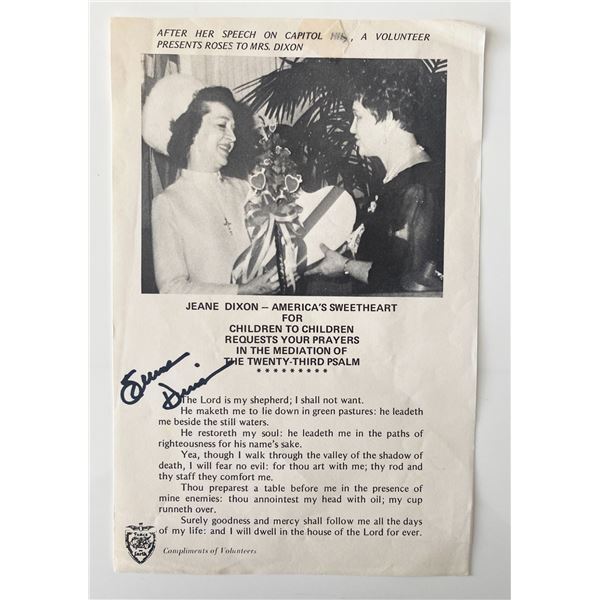 AFTER HER SPEECH ON CAPITOL HILL, A VOLUNTEER
PRESENTS ROSES TO MRS. DIXON
JEANE DIXON — AMERICA'S SWEETHEART
FOR
CHILDREN TO CHILDREN
REQUESTS YOUR PRAYERS
IN THE MEDIATION OF
THE TWENTY-THIRD PSALM
* * * * * * * * *
Jeane
Dixon
The Lord is my shepherd; I shall not want.
He maketh me to lie down in green pastures: he leadeth
me beside the still waters.
He restoreth my soul: he leadeth me in the paths of
righteousness for his name's sake.
Yea, though I walk through the valley of the shadow of
death, I will fear no evil: for thou art with me; thy rod and
thy staff they comfort me.
Thou preparest a table before me in the presence of
mine enemies: thou annointest my head with oil; my cup
runneth over.
Surely goodness and mercy shall follow me all the days
of my life: and I will dwell in the house of the Lord for ever.
Compliments of Volunteers